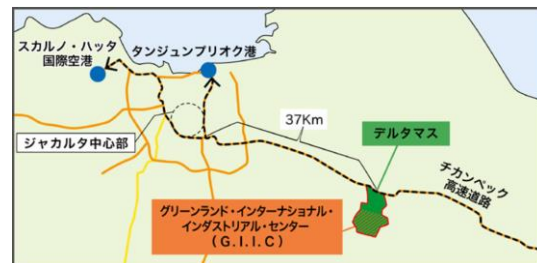 スカルノ・ハッタ
国際空港
タンジュンプリオク港
ジャカルタ中心部
37Km
デルタマス
チカンペック
高速道路
グリーンランド・インターナショナル・
インダストリアル・センター
(G.I.I.C)